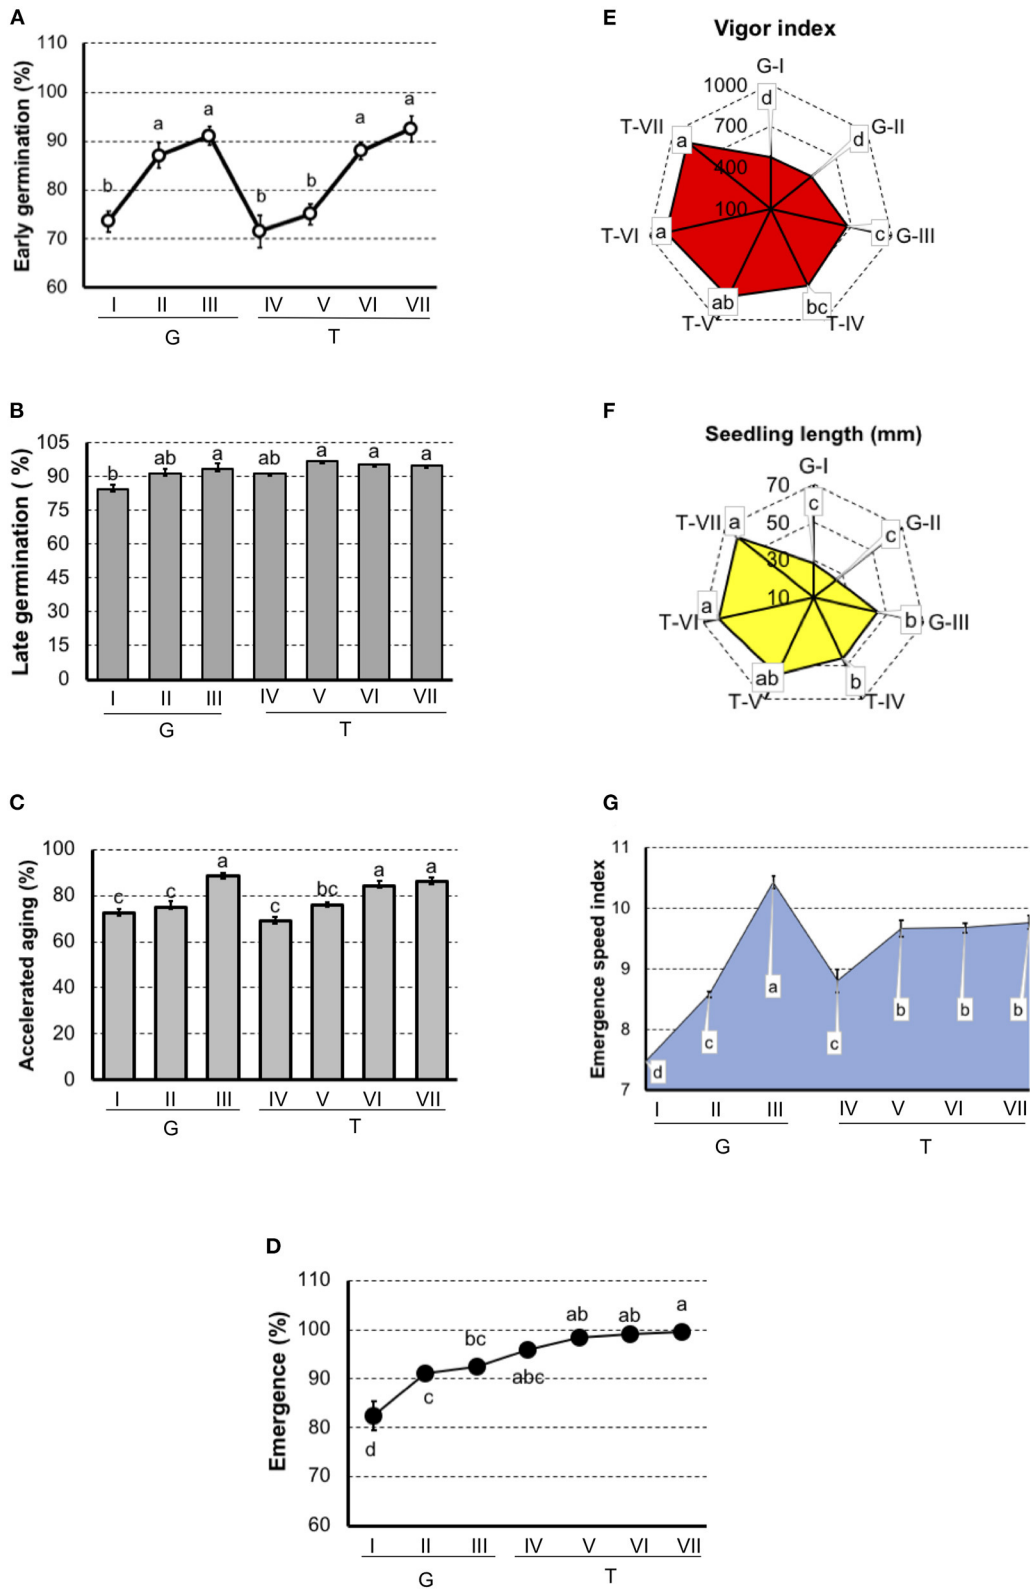 A
Early germination (%)
110
100
90
80
70
60
b
a
a
b
b
a
a
I II III IV V VI VII
G T
B
Late germination ( %)
105
90
75
60
45
30
15
0
b ab a ab a a a
I II III IV V VI VII
G T
C
Accelerated aging (%)
100
80
60
40
20
0
c c a c bc a a
I II III IV V VI VII
G T
D
Emergence (%)
110
100
90
80
70
60
d c bc abc ab ab a
I II III IV V VI VII
G T
E
Vigor index
G-I
G-II
G-III
T-IV
T-V
T-VI
T-VII
1000
700
400
100
d
d
c
bc
ab
a
a
F
Seedling length (mm)
G-I
G-II
G-III
T-IV
T-V
T-VI
T-VII
70
50
30
10
c
c
b
b
ab
a
a
G
Emergence speed index
11
10
9
8
7
d c a c b b b
I II III IV V VI VII
G T